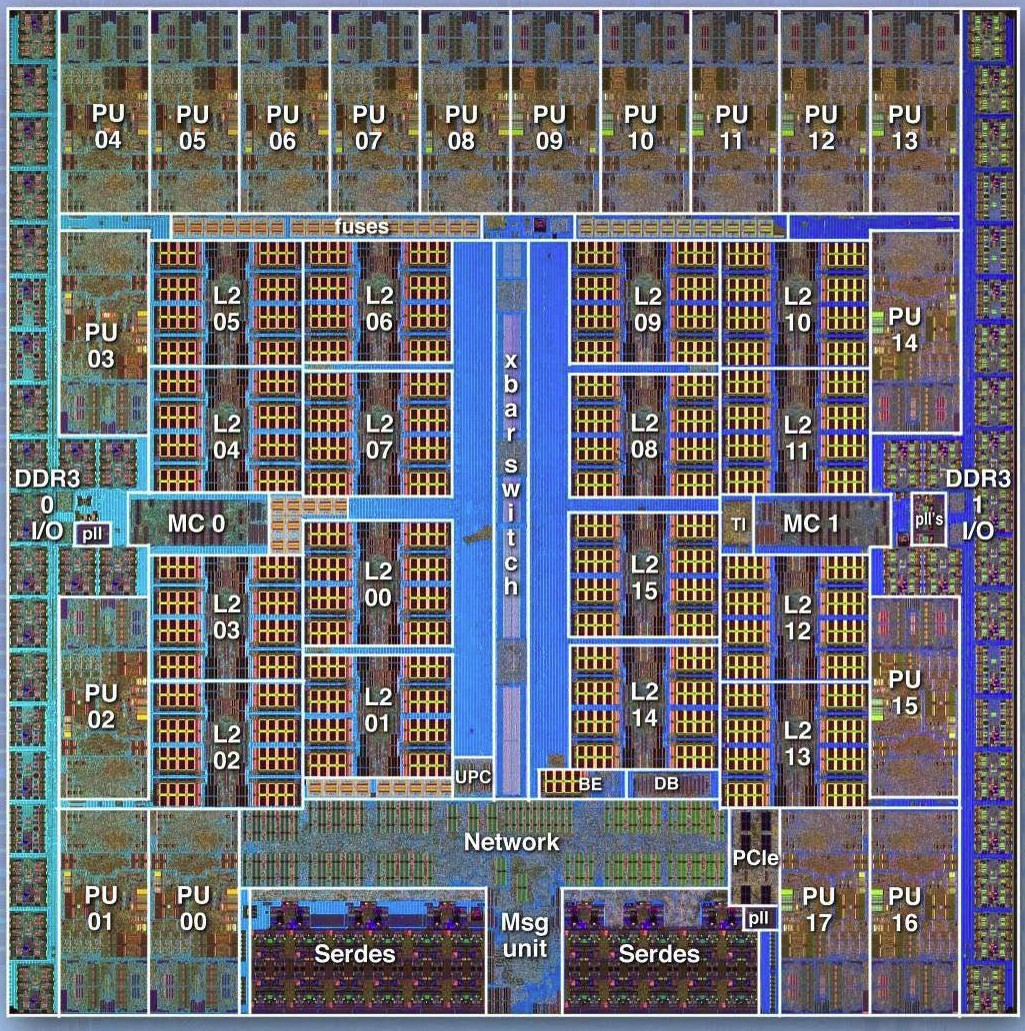 PU
04
PU
05
PU
06
PU
07
PU
08
PU
09
PU
10
PU
11
PU
12
PU
13
fuses
PU
03
L2
05
L2
06
xbar switch
L2
09
L2
10
PU
14
L2
04
L2
07
L2
08
L2
11
DDR3
0
I/O
pll
MC 0
TI
MC 1
pll's
DDR3
1
I/O
L2
03
L2
00
L2
15
L2
12
PU
02
L2
02
L2
01
L2
14
L2
13
PU
15
UPC
BE
DB
Network
PCIe
pll
PU
01
PU
00
Serdes
Msg
unit
Serdes
PU
17
PU
16